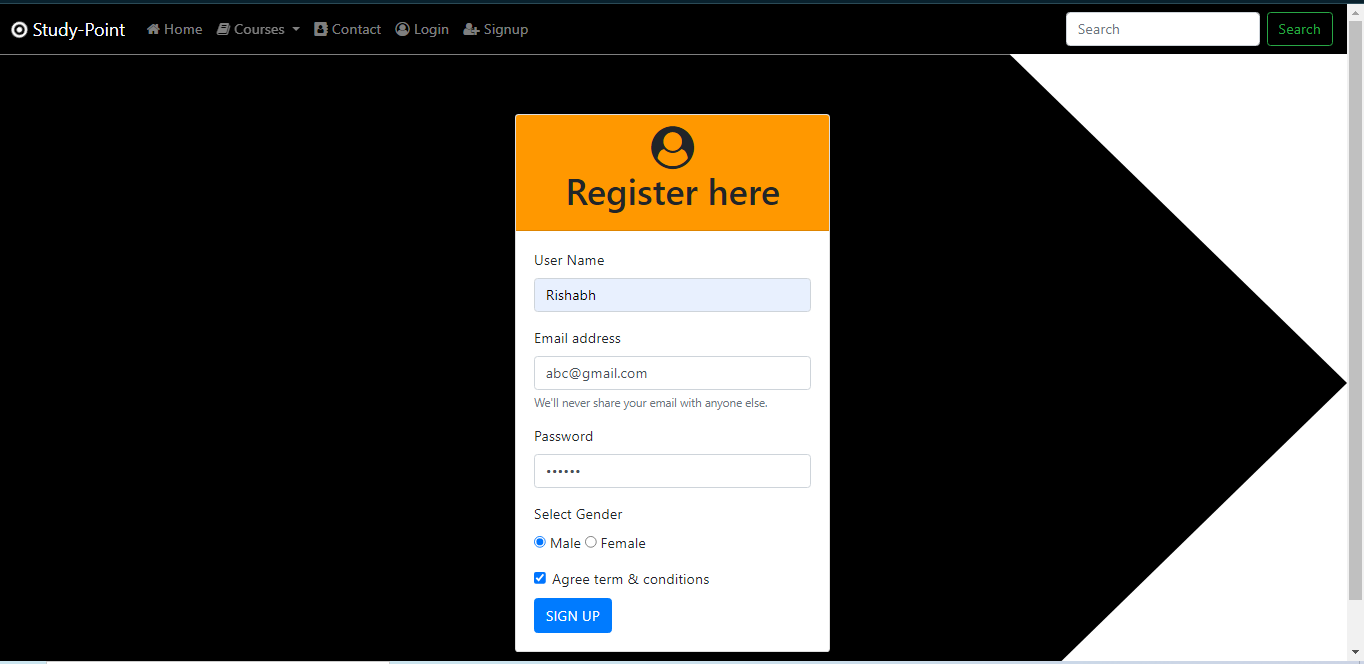 Study-Point Home Courses Contact Login Signup Search Search
Register here
User Name
Rishabh
Email address
abc@gmail.com
We'll never share your email with anyone else.
Password
••••••
Select Gender
Male Female
Agree term & conditions
SIGN UP